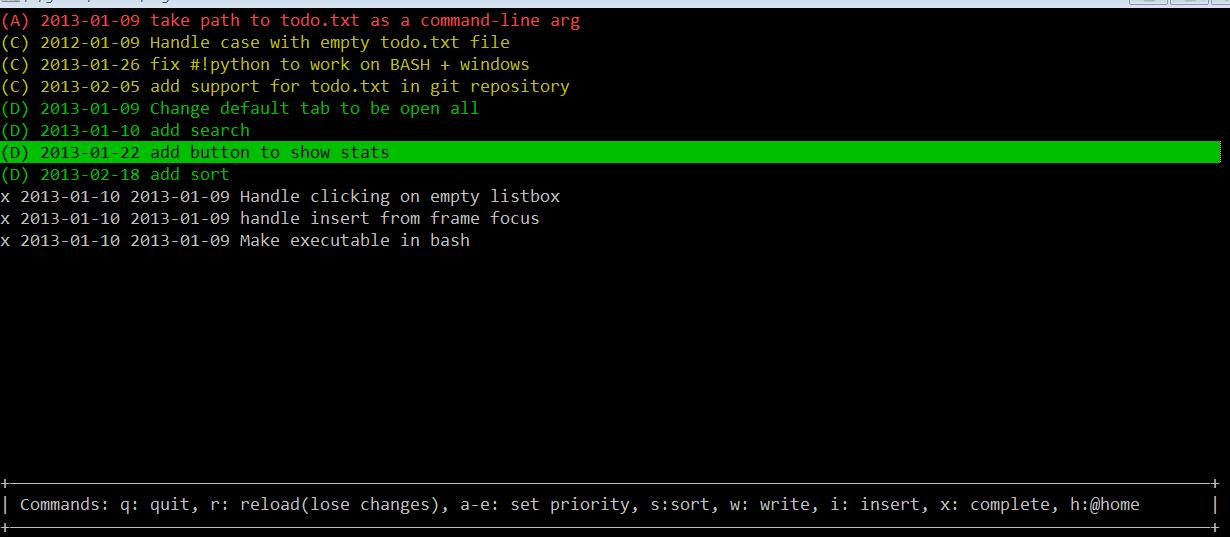 (A) 2013-01-09 take path to todo.txt as a command-line arg
(C) 2012-01-09 Handle case with empty todo.txt file
(C) 2013-01-26 fix #!python to work on BASH + windows
(C) 2013-02-05 add support for todo.txt in git repository
(D) 2013-01-09 Change default tab to be open all
(D) 2013-01-10 add search
(D) 2013-01-22 add button to show stats
(D) 2013-02-18 add sort
x 2013-01-10 2013-01-09 Handle clicking on empty listbox
x 2013-01-10 2013-01-09 handle insert from frame focus
x 2013-01-10 2013-01-09 Make executable in bash
Commands: q: quit, r: reload(lose changes), a-e: set priority, s:sort, w: write, i: insert, x: complete, h:@home